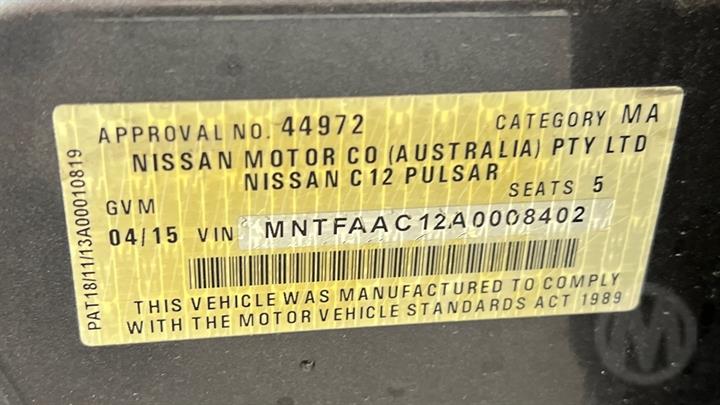 APPROVAL NO. 44972 CATEGORY MA
NISSAN MOTOR CO (AUSTRALIA) PTY LTD
NISSAN C12 PULSAR
GVM SEATS 5
04/15 VIN MNTFAAC12A0008402
THIS VEHICLE WAS MANUFACTURED TO COMPLY
WITH THE MOTOR VEHICLE STANDARDS ACT 1989
PAT18/11/13A00010819
M